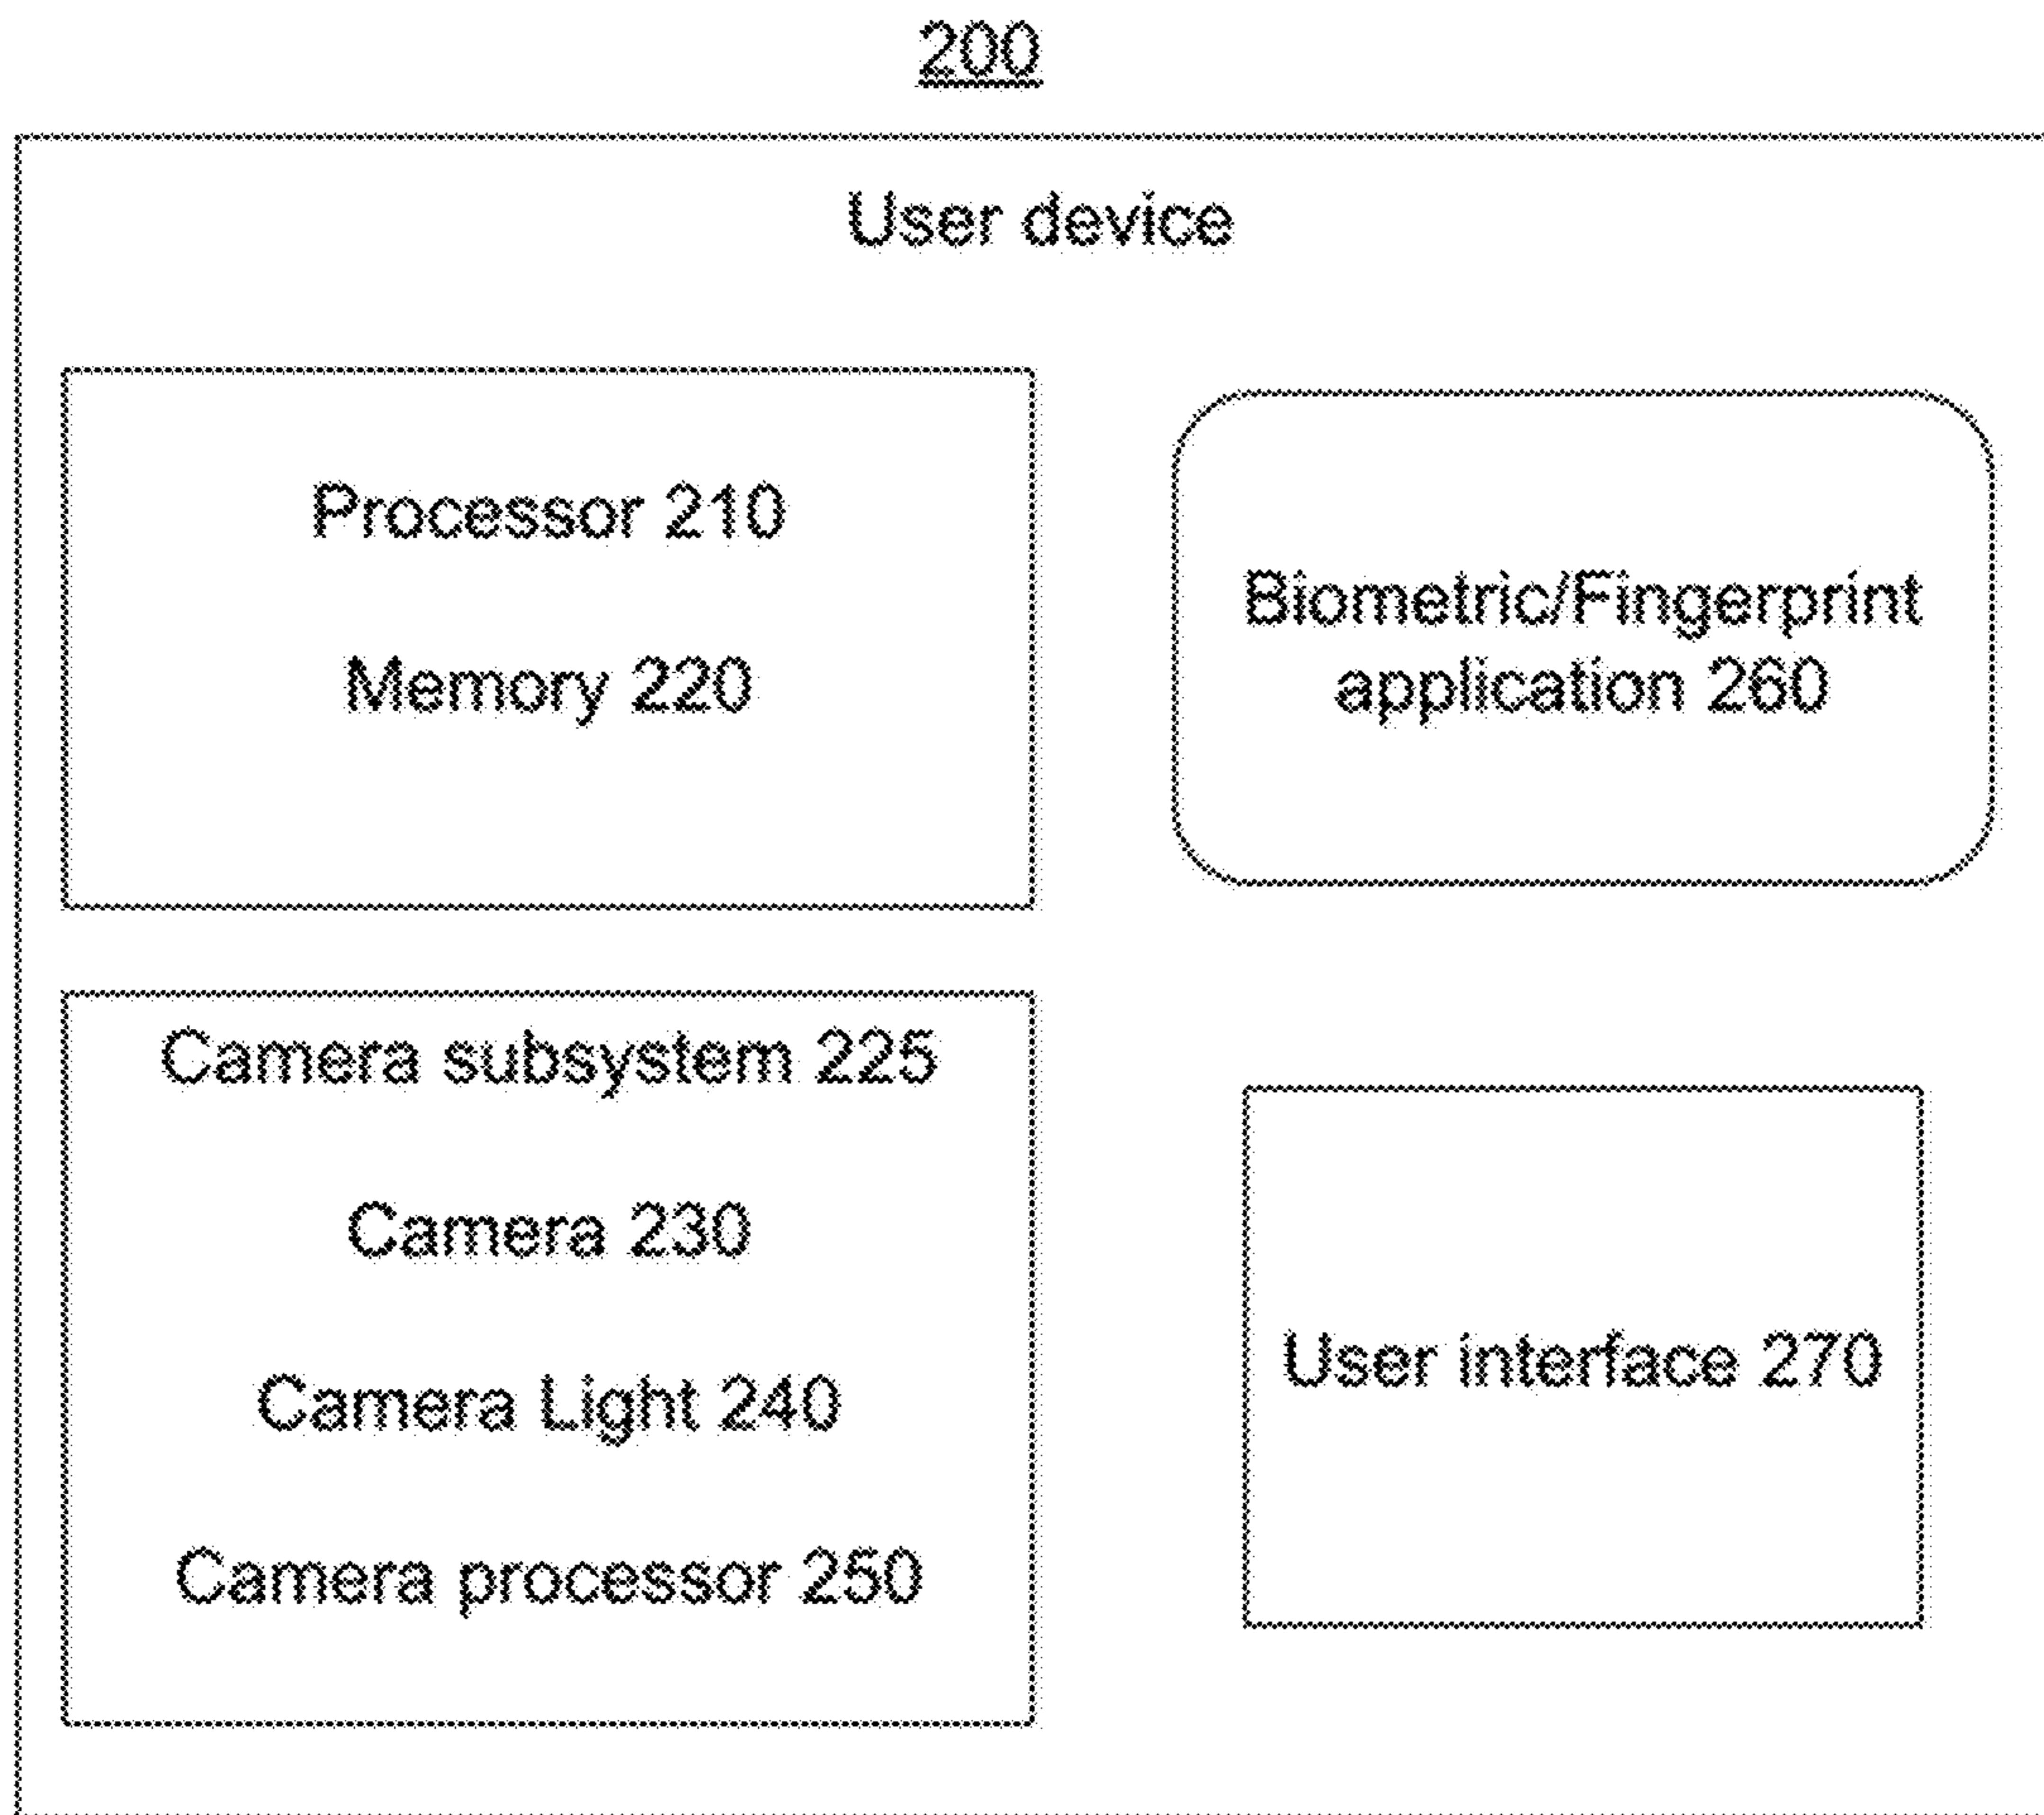 200
User device
Processor 210
Memory 220
Biometric/Fingerprint
application 260
Camera subsystem 225
Camera 230
Camera Light 240
Camera processor 250
User interface 270